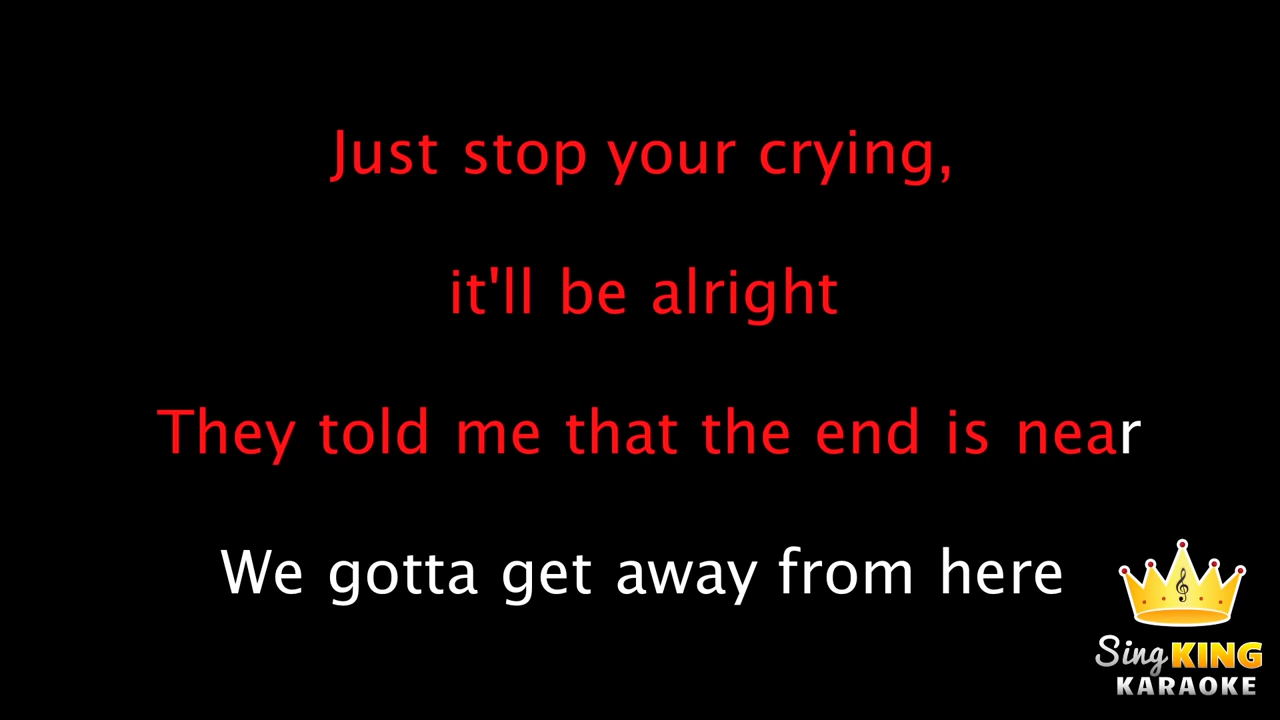 Just stop your crying,
it'll be alright
They told me that the end is near
We gotta get away from here
Sing KING
KARAOKE